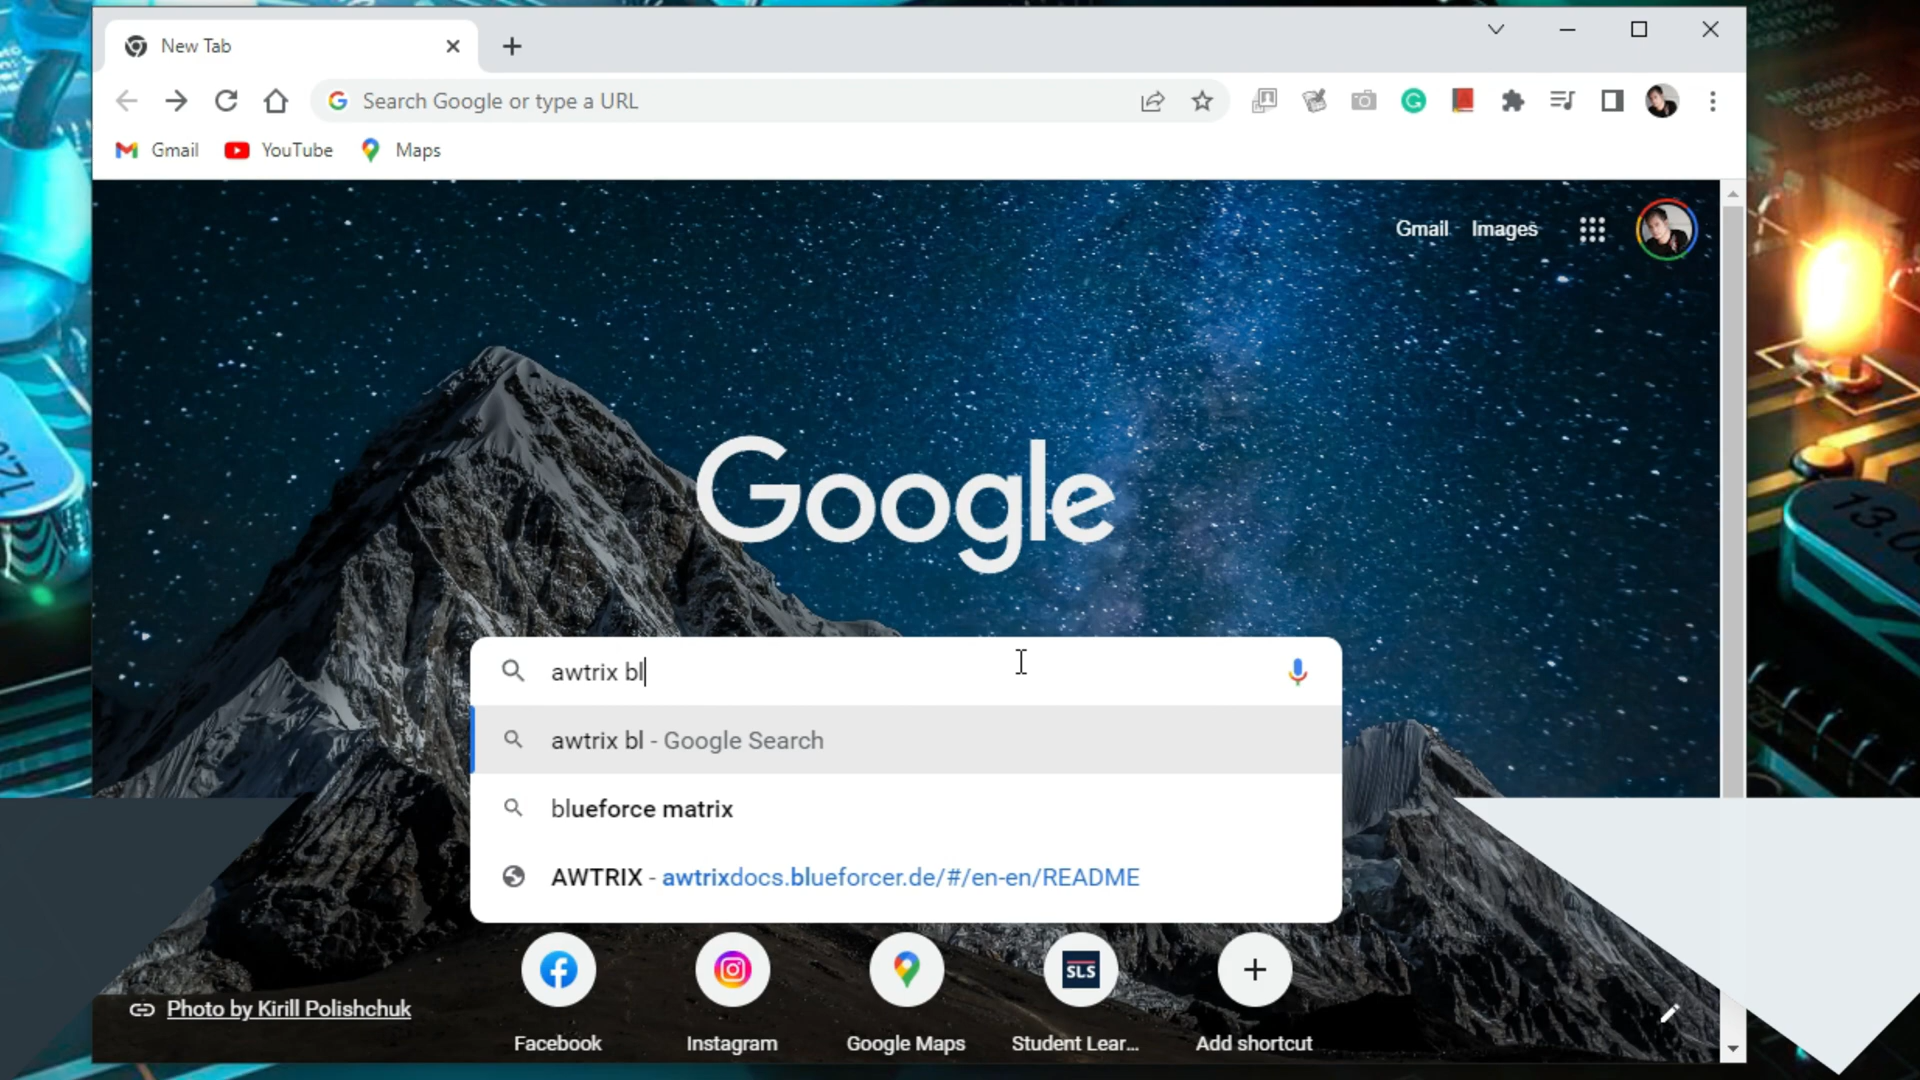 New Tab
Search Google or type a URL
Gmail YouTube Maps
Gmail Images
Google
awtrix bl
awtrix bl - Google Search
blueforce matrix
AWTRIX - awtrixdocs.blueforcer.de/#/en-en/README
SLS
Photo by Kirill Polishchuk
Facebook Instagram Google Maps Student Lear... Add shortcut